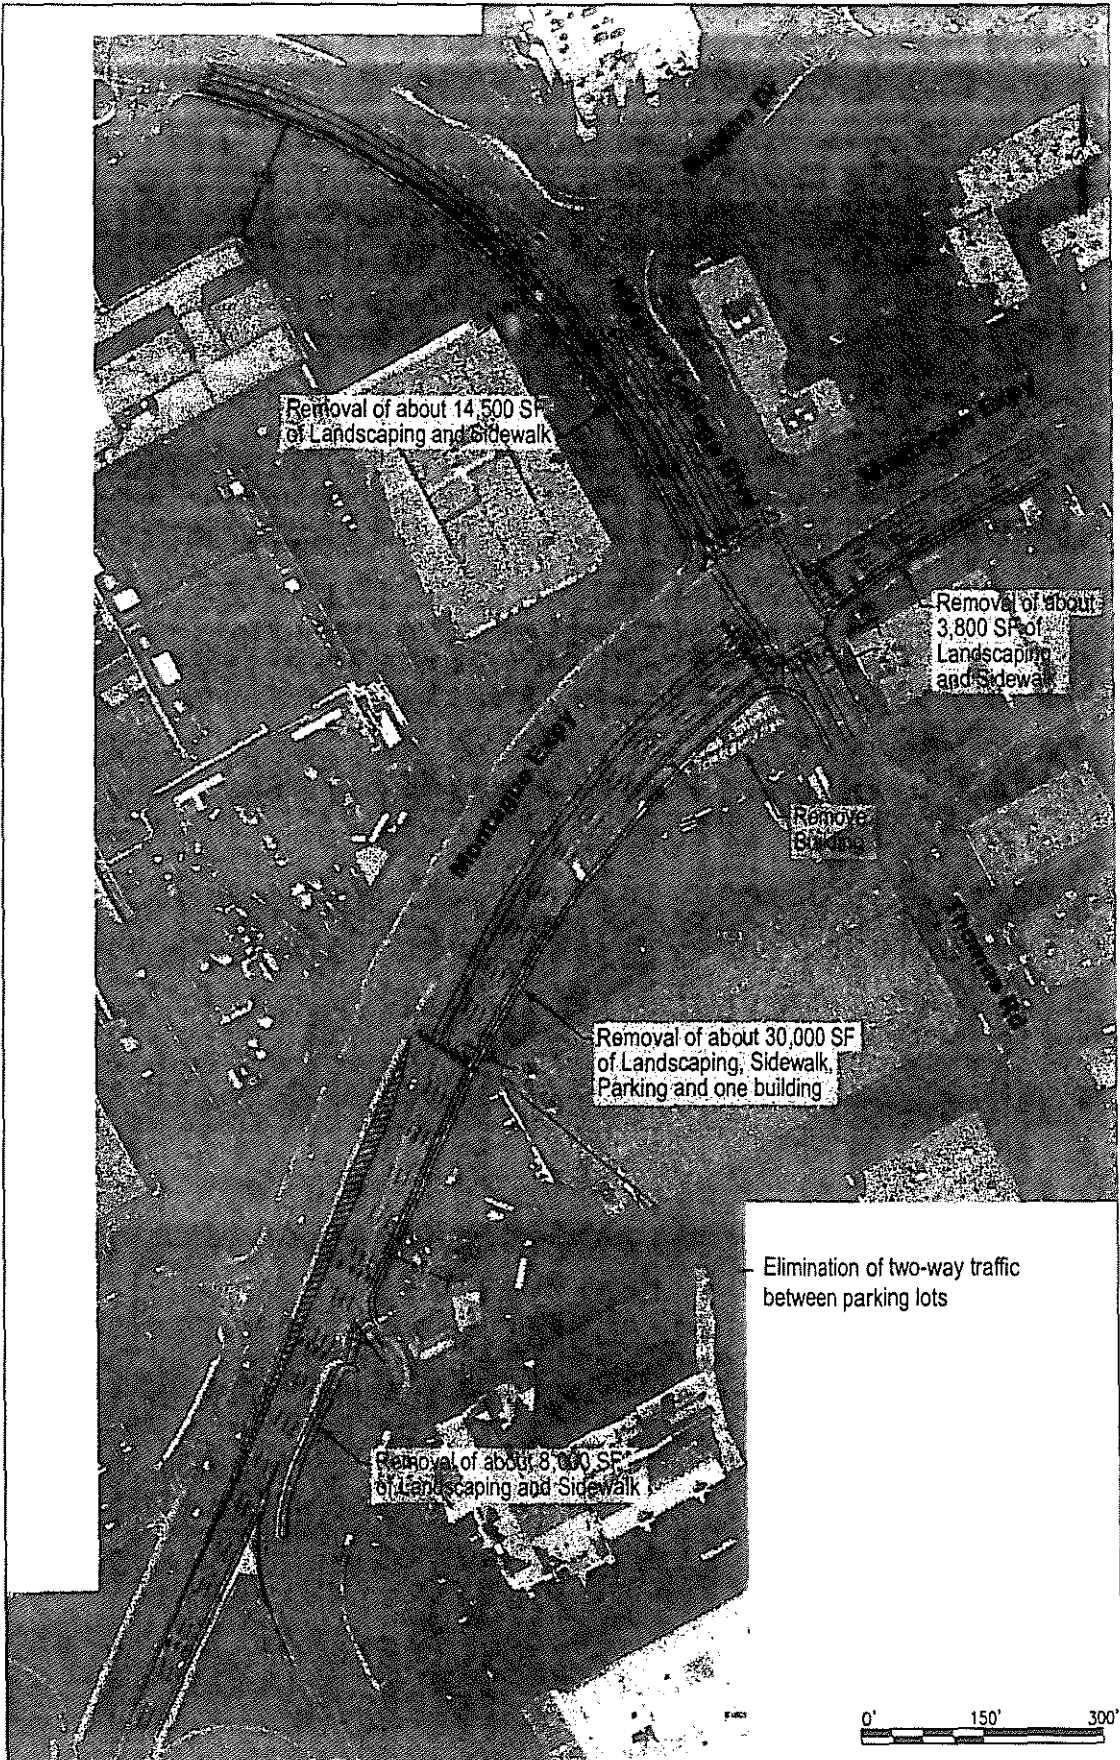 Removal of about 14,500 SF
of Landscaping and Sidewalk
Montague Expy
Removal of about
3,800 SF of
Landscaping
and Sidewalk
Montague Expy
Remove
Building
Thomas Rd
Removal of about 30,000 SF
of Landscaping, Sidewalk,
Parking and one building
Elimination of two-way traffic
between parking lots
Removal of about 8,000 SF
of Landscaping and Sidewalk
0' 150' 300'